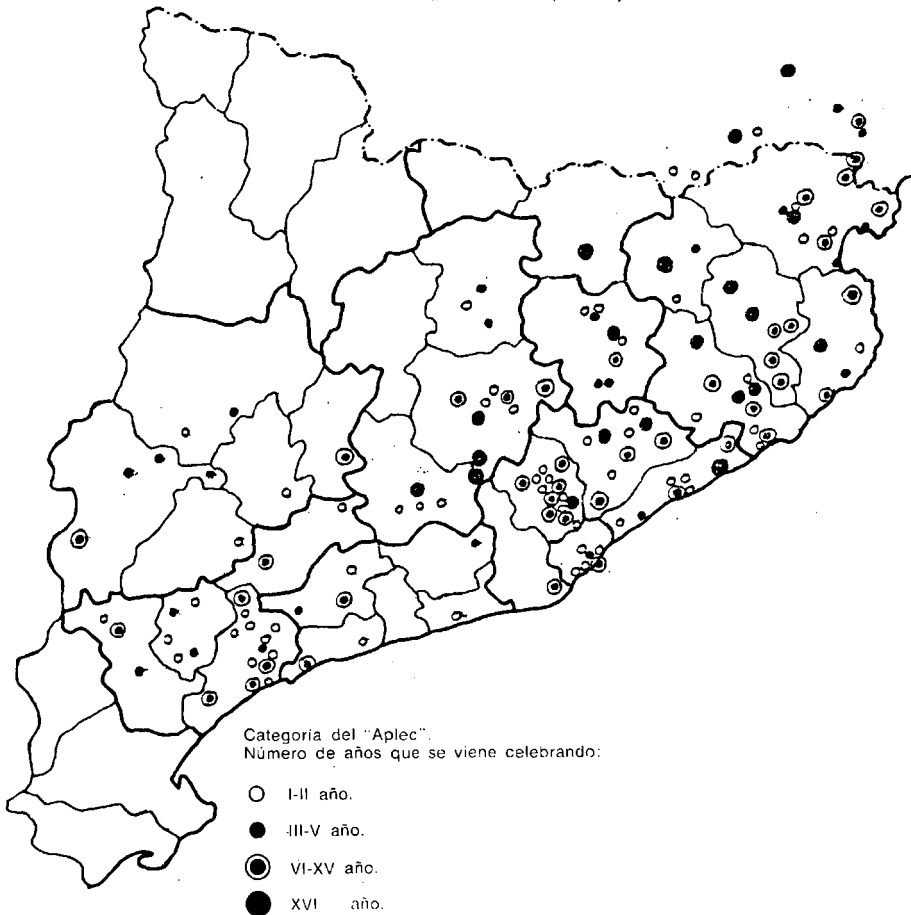 Categoría del "Aplec".
Número de años que se viene celebrando:
I-II año.
III-V año.
VI-XV año.
XVI año.